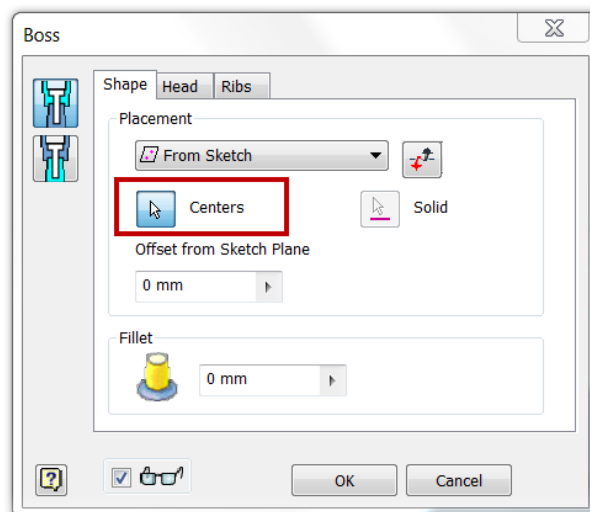 Boss
Shape Head Ribs
Placement
From Sketch
Centers Solid
Offset from Sketch Plane
0 mm
Fillet
0 mm
OK Cancel